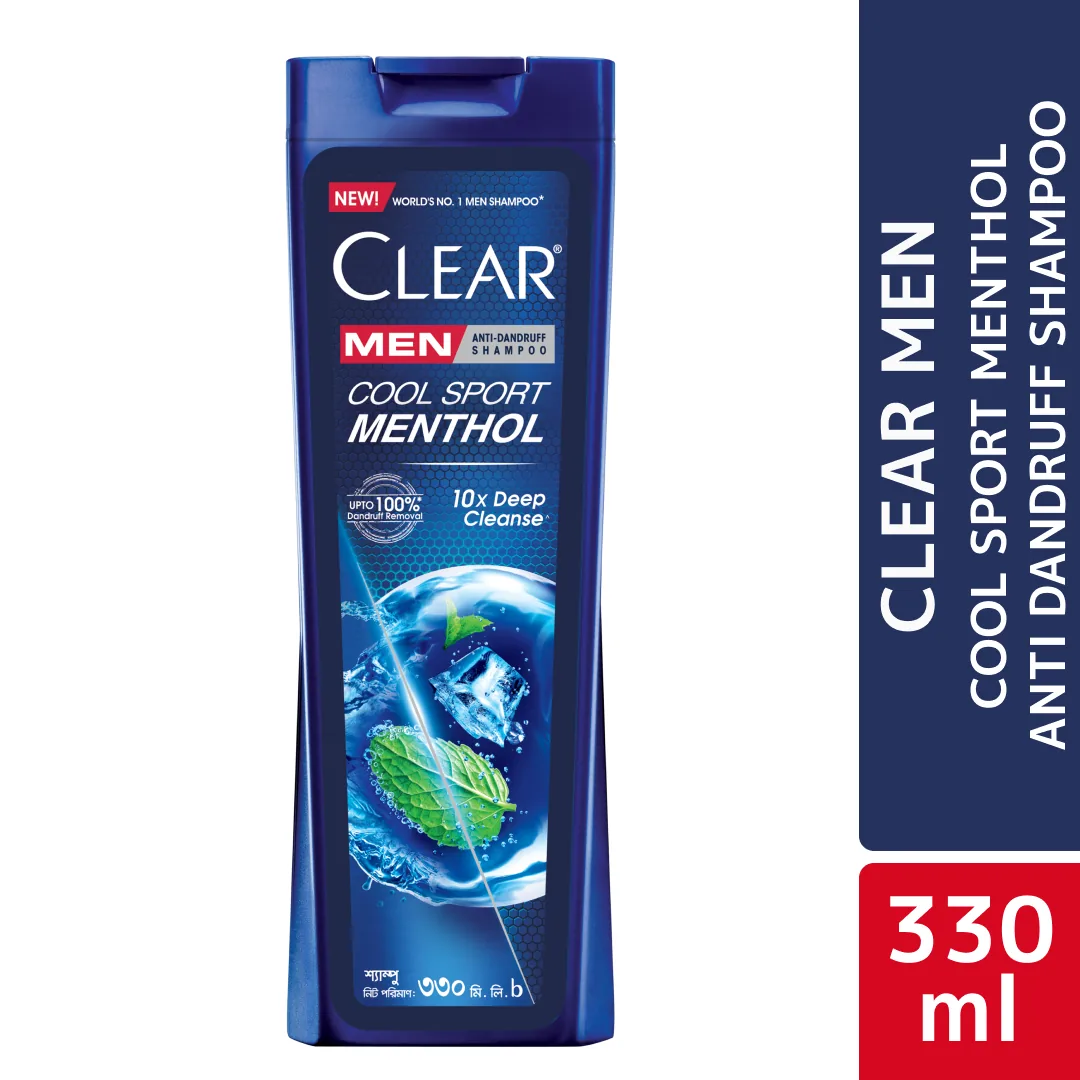 NEW! WORLD'S NO. 1 MEN SHAMPOO*
CLEAR®
MEN ANTI-DANDRUFF
SHAMPOO
COOL SPORT
MENTHOL
UPTO 100%*
Dandruff Removal
10x Deep
Cleanse^
শ্যাম্পু
নিট পরিমাণ: ৩৩০ মি. লি. b
CLEAR MEN
COOL SPORT MENTHOL
ANTI DANDRUFF SHAMPOO
330
ml